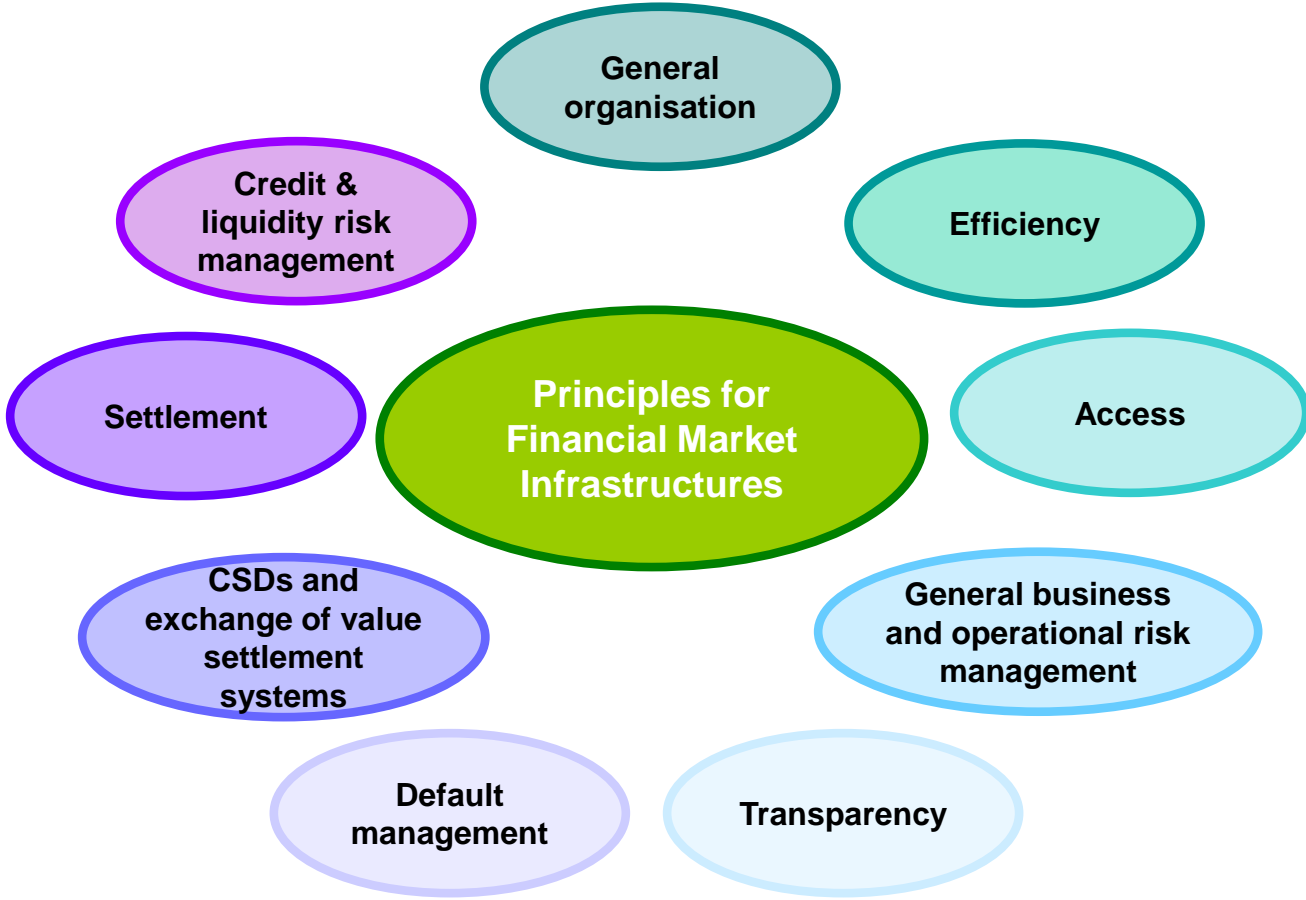 General
organisation
Credit &
liquidity risk
management
Efficiency
Principles for
Financial Market
Infrastructures
Settlement
Access
CSDs and
exchange of value
settlement
systems
General business
and operational risk
management
Default
management
Transparency